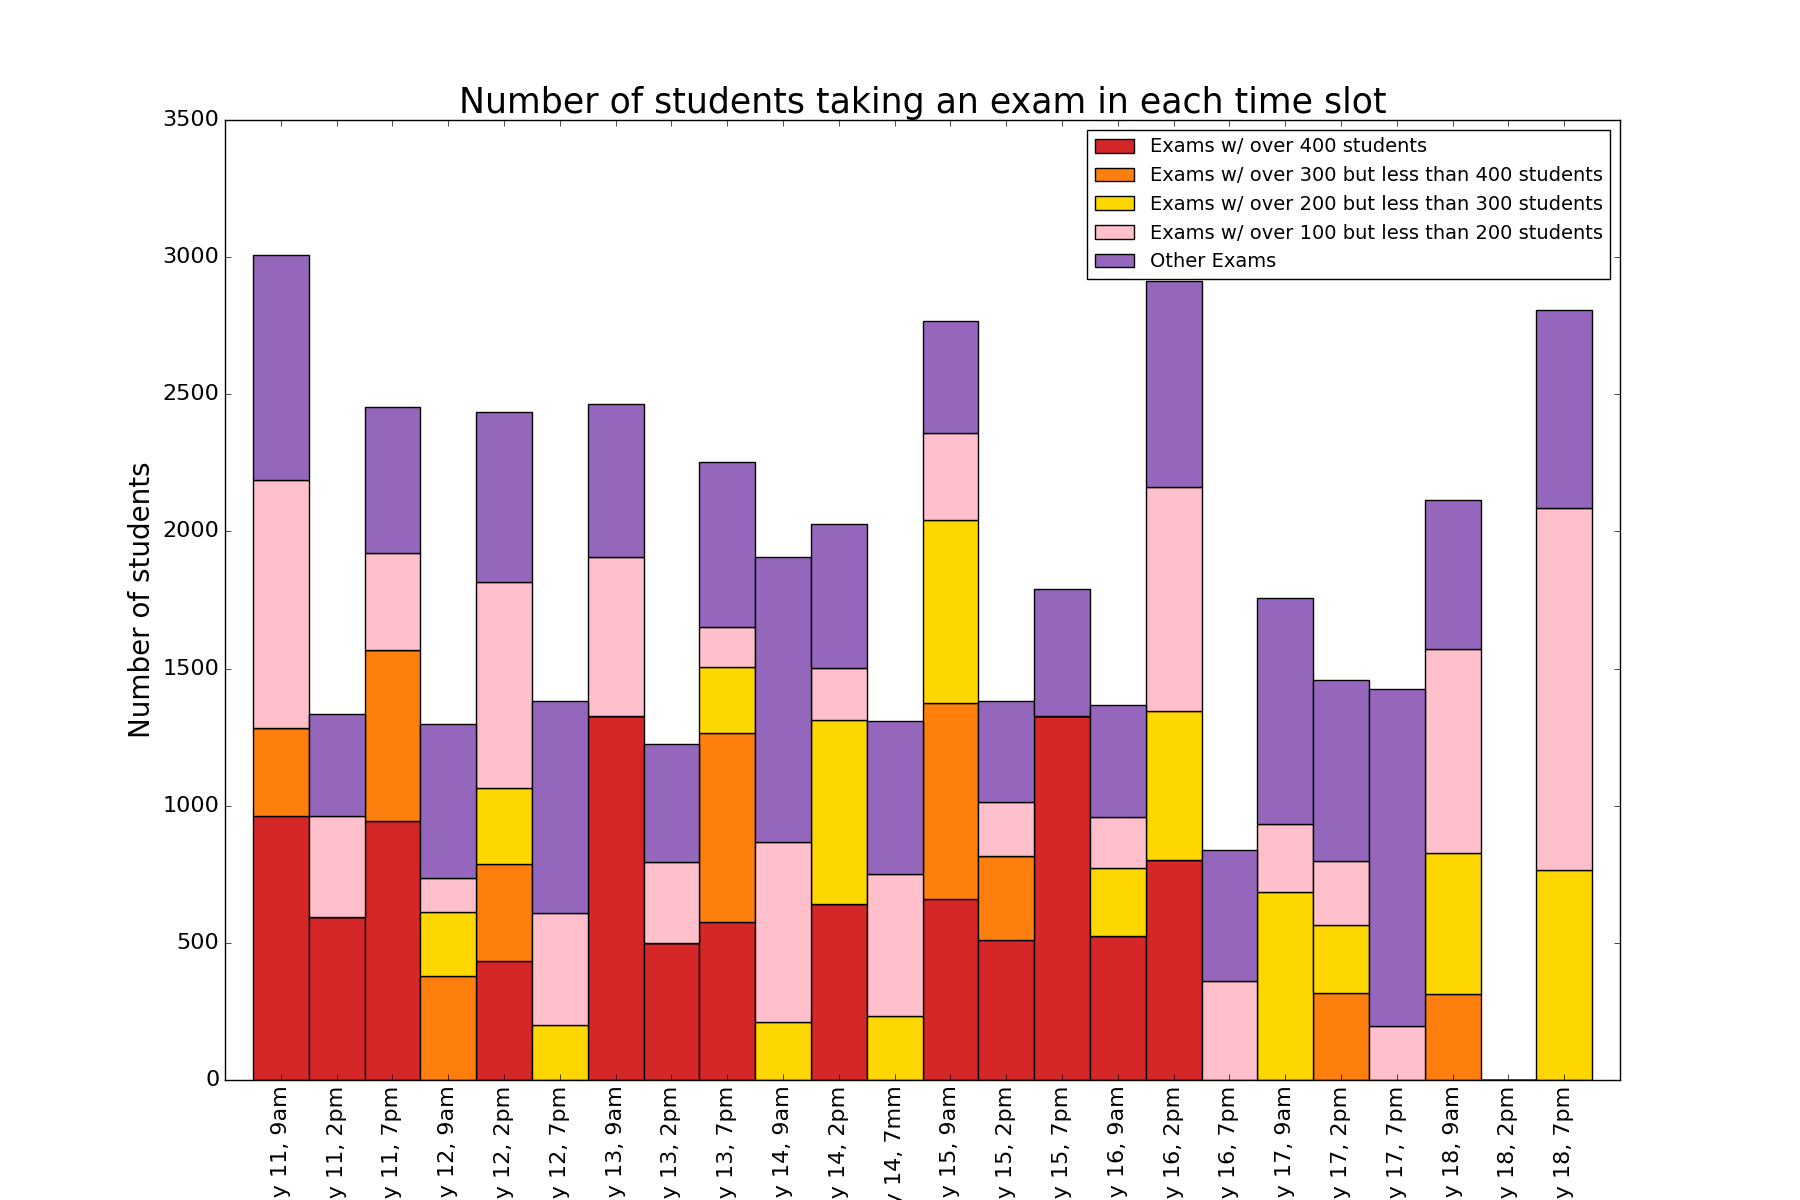 Number of students taking an exam in each time slot
Exams w/ over 400 students
Exams w/ over 300 but less than 400 students
Exams w/ over 200 but less than 300 students
Exams w/ over 100 but less than 200 students
Other Exams
Number of students
3500
3000
2500
2000
1500
1000
500
0
y 11, 9am
y 11, 2pm
y 11, 7pm
y 12, 9am
y 12, 2pm
y 12, 7pm
y 13, 9am
y 13, 2pm
y 13, 7pm
y 14, 9am
y 14, 2pm
y 14, 7mm
y 15, 9am
y 15, 2pm
y 15, 7pm
y 16, 9am
y 16, 2pm
y 16, 7pm
y 17, 9am
y 17, 2pm
y 17, 7pm
y 18, 9am
y 18, 2pm
y 18, 7pm